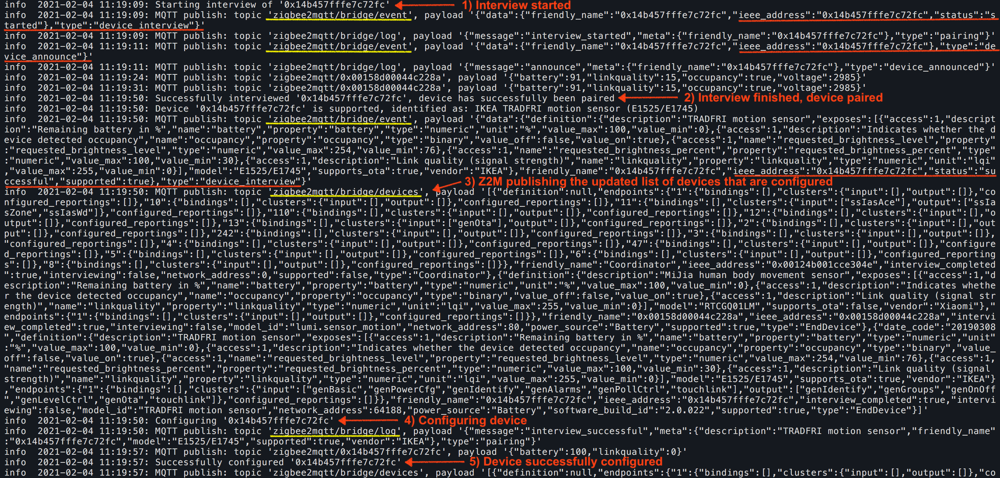 info  2021-02-04 11:19:09: Starting interview of '0x14b457fffe7c72fc' 1) Interview started
info  2021-02-04 11:19:09: MQTT publish: topic 'zigbee2mqtt/bridge/event', payload '{"data":{"friendly_name":"0x14b457fffe7c72fc","ieee_address":"0x14b457fffe7c72fc","status":"s
tarted"},"type":"device_interview"}'
info  2021-02-04 11:19:09: MQTT publish: topic 'zigbee2mqtt/bridge/log', payload '{"message":"interview_started","meta":{"friendly_name":"0x14b457fffe7c72fc"},"type":"pairing"}'
info  2021-02-04 11:19:11: MQTT publish: topic 'zigbee2mqtt/bridge/event', payload '{"data":{"friendly_name":"0x14b457fffe7c72fc","ieee_address":"0x14b457fffe7c72fc"},"type":"de
vice_announce"}'
info  2021-02-04 11:19:11: MQTT publish: topic 'zigbee2mqtt/bridge/log', payload '{"message":"announce","meta":{"friendly_name":"0x14b457fffe7c72fc"},"type":"device_announced"}'
info  2021-02-04 11:19:24: MQTT publish: topic 'zigbee2mqtt/0x00158d00044c228a', payload '{"battery":91,"linkquality":15,"occupancy":true,"voltage":2985}'
info  2021-02-04 11:19:31: MQTT publish: topic 'zigbee2mqtt/0x00158d00044c228a', payload '{"battery":91,"linkquality":15,"occupancy":true,"voltage":2985}'
info  2021-02-04 11:19:50: Successfully interviewed '0x14b457fffe7c72fc', device has successfully been paired 2) Interview finished, device paired
info  2021-02-04 11:19:50: Device '0x14b457fffe7c72fc' is supported, identified as: IKEA TRADFRI motion sensor (E1525/E1745)
info  2021-02-04 11:19:50: MQTT publish: topic 'zigbee2mqtt/bridge/event', payload '{"data":{"definition":{"description":"TRADFRI motion sensor","exposes":[{"access":1,"descript
ion":"Remaining battery in %","name":"battery","property":"battery","type":"numeric","unit":"%","value_max":100,"value_min":0},{"access":1,"description":"Indicates whether the d
evice detected occupancy","name":"occupancy","property":"occupancy","type":"binary","value_off":false,"value_on":true},{"access":1,"name":"requested_brightness_level","property"
:"requested_brightness_level","type":"numeric","value_max":254,"value_min":76},{"access":1,"name":"requested_brightness_percent","property":"requested_brightness_percent","type"
:"numeric","value_max":100,"value_min":30},{"access":1,"description":"Link quality (signal strength)","name":"linkquality","property":"linkquality","type":"numeric","unit":"lqi"
,"value_max":255,"value_min":0}],"model":"E1525/E1745","supports_ota":true,"vendor":"IKEA"},"friendly_name":"0x14b457fffe7c72fc","ieee_address":"0x14b457fffe7c72fc","status":"su
ccessful","supported":true},"type":"device_interview"}' 3) Z2M publishing the updated list of devices that are configured
info  2021-02-04 11:19:50: MQTT publish: topic 'zigbee2mqtt/bridge/devices', payload '[{"definition":null,"endpoints":{"1":{"bindings":[],"clusters":{"input":[],"output":[]},"co
nfigured_reportings":[]},"10":{"bindings":[],"clusters":{"input":[],"output":[]},"configured_reportings":[]},"11":{"bindings":[],"clusters":{"input":["ssIasAce"],"output":["ssIa
sZone","ssIasWd"]},"configured_reportings":[]},"110":{"bindings":[],"clusters":{"input":[],"output":[]},"configured_reportings":[]},"12":{"bindings":[],"clusters":{"input":[],"o
utput":[]},"configured_reportings":[]},"13":{"bindings":[],"clusters":{"input":["genOta"],"output":[]},"configured_reportings":[]},"2":{"bindings":[],"clusters":{"input":[],"out
put":[]},"configured_reportings":[]},"242":{"bindings":[],"clusters":{"input":[],"output":[]},"configured_reportings":[]},"3":{"bindings":[],"clusters":{"input":[],"output":[]},
"configured_reportings":[]},"4":{"bindings":[],"clusters":{"input":[],"output":[]},"configured_reportings":[]},"47":{"bindings":[],"clusters":{"input":[],"output":[]},"configure
d_reportings":[]},"5":{"bindings":[],"clusters":{"input":[],"output":[]},"configured_reportings":[]},"6":{"bindings":[],"clusters":{"input":[],"output":[]},"configured_reporting
s":[]},"8":{"bindings":[],"clusters":{"input":[],"output":[]},"configured_reportings":[]}},"friendly_name":"Coordinator","ieee_address":"0x00124b001cce304e","interview_completed
":true,"interviewing":false,"network_address":0,"supported":false,"type":"Coordinator"},{"definition":{"description":"MiJia human body movement sensor","exposes":[{"access":1,"d
escription":"Remaining battery in %","name":"battery","property":"battery","type":"numeric","unit":"%","value_max":100,"value_min":0},{"access":1,"description":"Indicates whethe
r the device detected occupancy","name":"occupancy","property":"occupancy","type":"binary","value_off":false,"value_on":true},{"access":1,"description":"Link quality (signal str
ength)","name":"linkquality","property":"linkquality","type":"numeric","unit":"lqi","value_max":255,"value_min":0}],"model":"RTCGQ01LM","supports_ota":false,"vendor":"Xiaomi"},"
endpoints":{"1":{"bindings":[],"clusters":{"input":[],"output":[]},"configured_reportings":[]}},"friendly_name":"0x00158d00044c228a","ieee_address":"0x00158d00044c228a","intervi
ew_completed":true,"interviewing":false,"model_id":"lumi.sensor_motion","network_address":80,"power_source":"Battery","supported":true,"type":"EndDevice"},{"date_code":"20190308
","definition":{"description":"TRADFRI motion sensor","exposes":[{"access":1,"description":"Remaining battery in %","name":"battery","property":"battery","type":"numeric","unit"
:"%","value_max":100,"value_min":0},{"access":1,"description":"Indicates whether the device detected occupancy","name":"occupancy","property":"occupancy","type":"binary","value_
off":false,"value_on":true},{"access":1,"name":"requested_brightness_level","property":"requested_brightness_level","type":"numeric","value_max":254,"value_min":76},{"access":1,
"name":"requested_brightness_percent","property":"requested_brightness_percent","type":"numeric","value_max":100,"value_min":30},{"access":1,"description":"Link quality (signal
strength)","name":"linkquality","property":"linkquality","type":"numeric","unit":"lqi","value_max":255,"value_min":0}],"model":"E1525/E1745","supports_ota":true,"vendor":"IKEA"}
,"endpoints":{"1":{"bindings":[],"clusters":{"input":["genBasic","genPowerCfg","genIdentify","genAlarms","genPollCtrl","touchlink"],"output":["genIdentify","genGroups","genOnOff
","genLevelCtrl","genOta","touchlink"]},"configured_reportings":[]}},"friendly_name":"0x14b457fffe7c72fc","ieee_address":"0x14b457fffe7c72fc","interview_completed":true,"intervi
ewing":false,"model_id":"TRADFRI motion sensor","network_address":64188,"power_source":"Battery","software_build_id":"2.0.022","supported":true,"type":"EndDevice"}]'
info  2021-02-04 11:19:50: Configuring '0x14b457fffe7c72fc' 4) Configuring device
info  2021-02-04 11:19:50: MQTT publish: topic 'zigbee2mqtt/bridge/log', payload '{"message":"interview_successful","meta":{"description":"TRADFRI motion sensor","friendly_name"
:"0x14b457fffe7c72fc","model":"E1525/E1745","supported":true,"vendor":"IKEA"},"type":"pairing"}'
info  2021-02-04 11:19:57: MQTT publish: topic 'zigbee2mqtt/0x14b457fffe7c72fc', payload '{"battery":100,"linkquality":0}'
info  2021-02-04 11:19:57: Successfully configured '0x14b457fffe7c72fc' 5) Device successfully configured
info  2021-02-04 11:19:57: MQTT publish: topic 'zigbee2mqtt/bridge/devices', payload '[{"definition":null,"endpoints":{"1":{"bindings":[],"clusters":{"input":[],"output":[]},"co